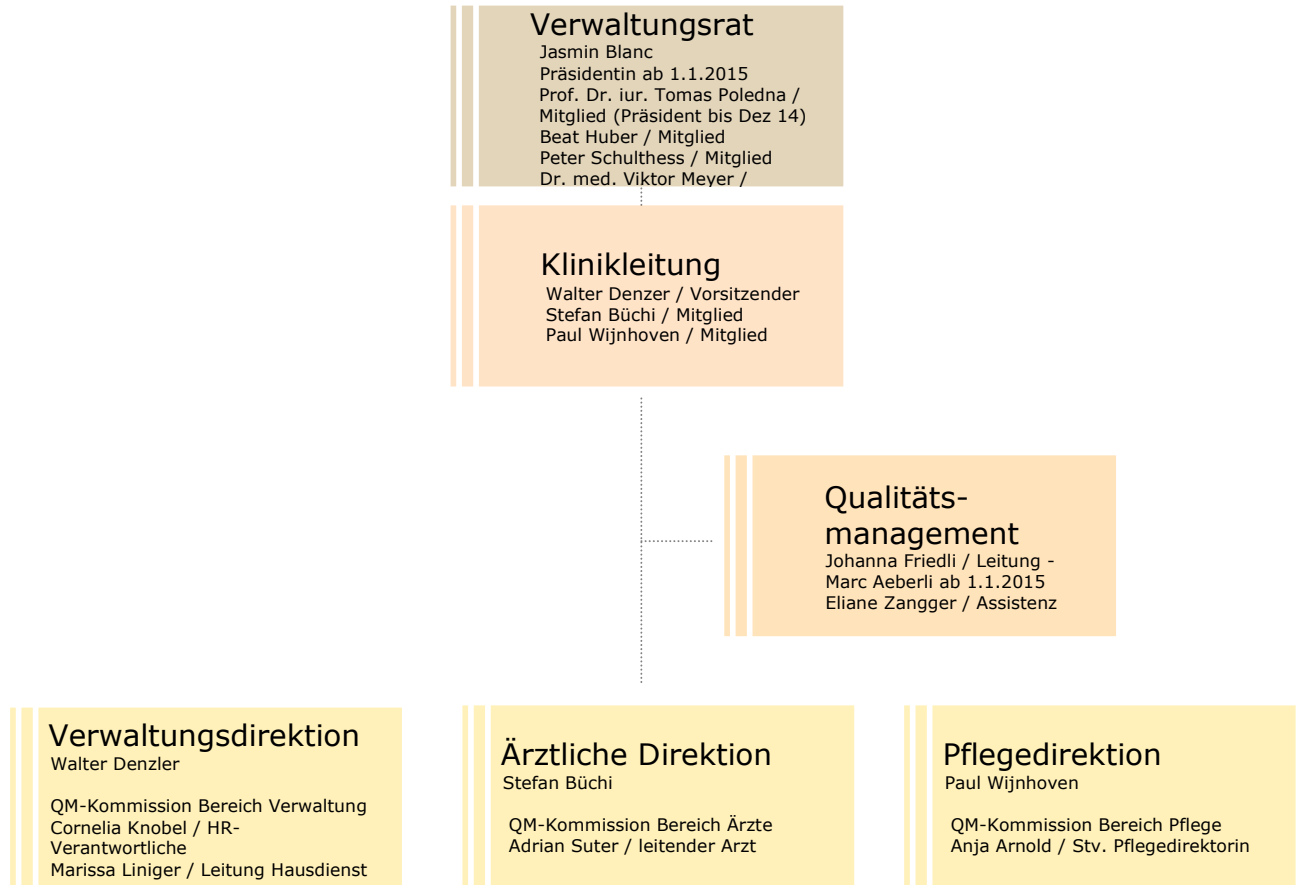 Verwaltungsrat
Jasmin Blanc
Präsidentin ab 1.1.2015
Prof. Dr. iur. Tomas Poledna /
Mitglied (Präsident bis Dez 14)
Beat Huber / Mitglied
Peter Schulthess / Mitglied
Dr. med. Viktor Meyer /
Klinikleitung
Walter Denzer / Vorsitzender
Stefan Büchi / Mitglied
Paul Wijnhoven / Mitglied
Qualitäts-
management
Johanna Friedli / Leitung -
Marc Aeberli ab 1.1.2015
Eliane Zangger / Assistenz
Verwaltungsdirektion
Walter Denzler
QM-Kommission Bereich Verwaltung
Cornelia Knobel / HR-
Verantwortliche
Marissa Liniger / Leitung Hausdienst
Ärztliche Direktion
Stefan Büchi
QM-Kommission Bereich Ärzte
Adrian Suter / leitender Arzt
Pflegedirektion
Paul Wijnhoven
QM-Kommission Bereich Pflege
Anja Arnold / Stv. Pflegedirektorin